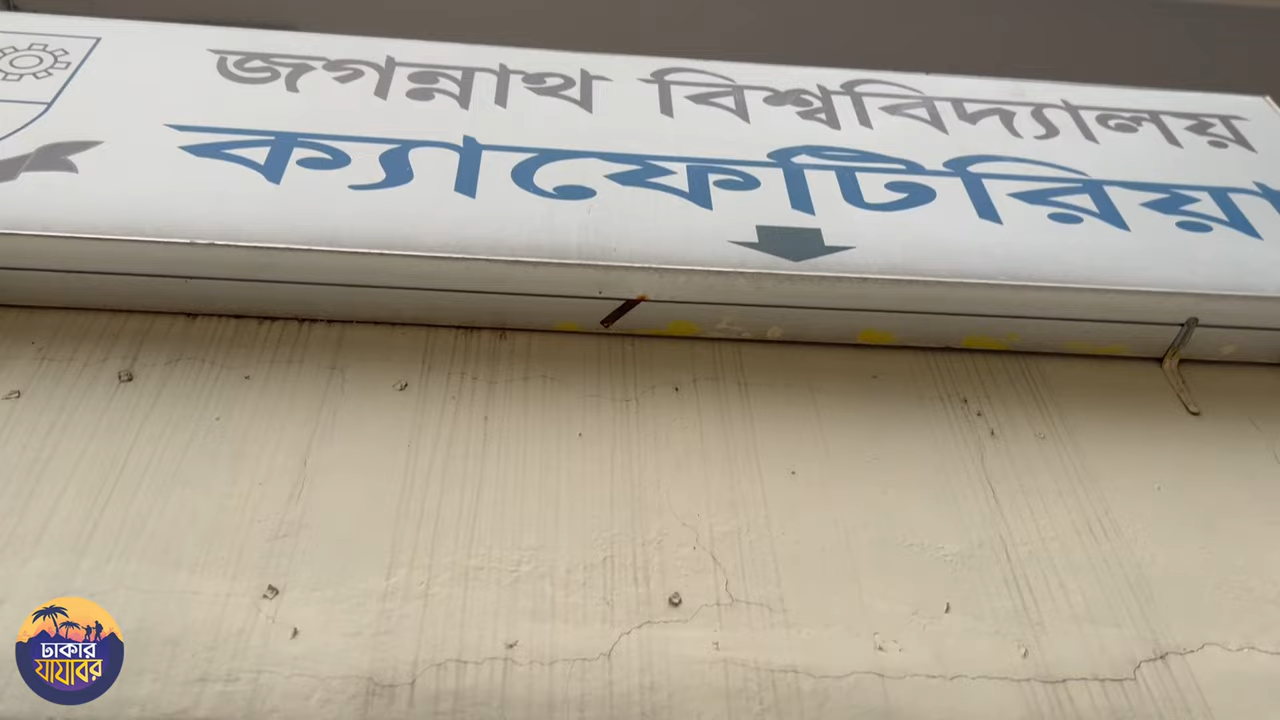 জগন্নাথ বিশ্ববিদ্যালয়
ক্যাফেটিরিয়া
ঢাকার
যাযাবর